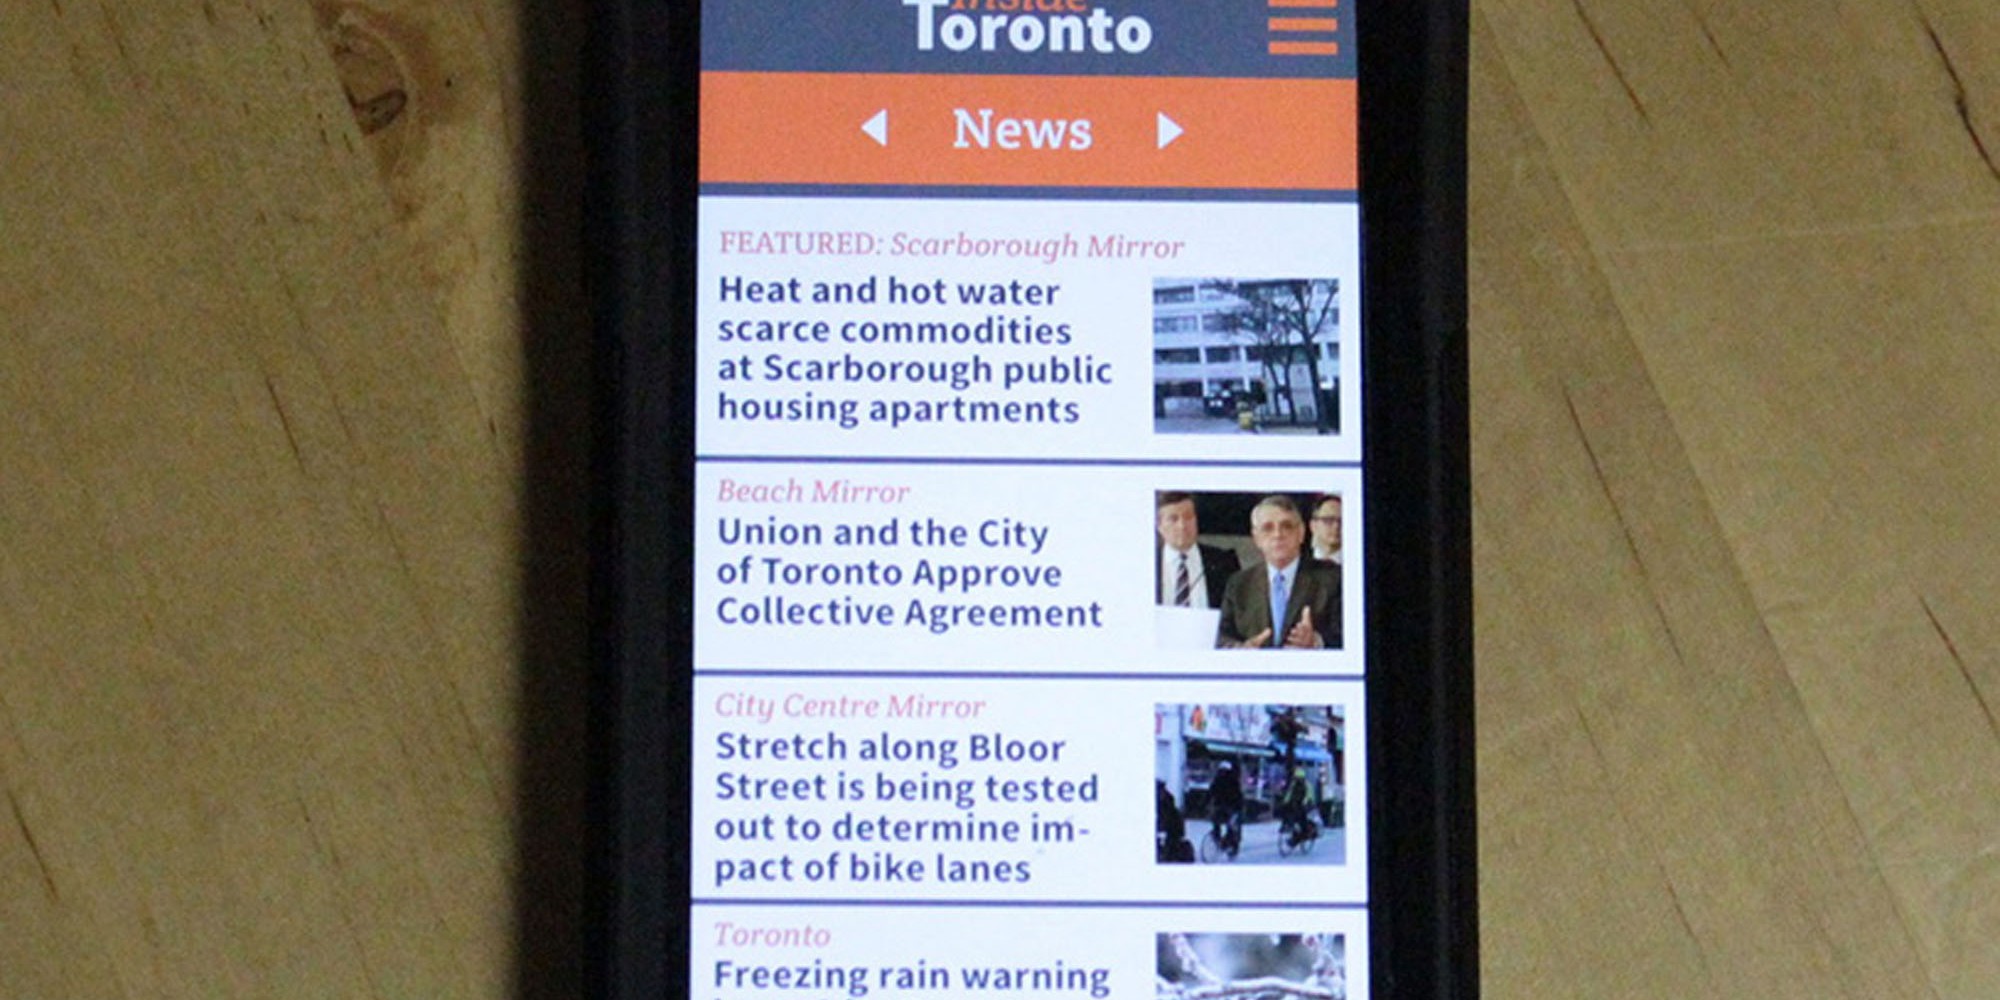 Inside
Toronto
News
FEATURED: Scarborough Mirror
Heat and hot water
scarce commodities
at Scarborough public
housing apartments
Beach Mirror
Union and the City
of Toronto Approve
Collective Agreement
City Centre Mirror
Stretch along Bloor
Street is being tested
out to determine im-
pact of bike lanes
Toronto
Freezing rain warning